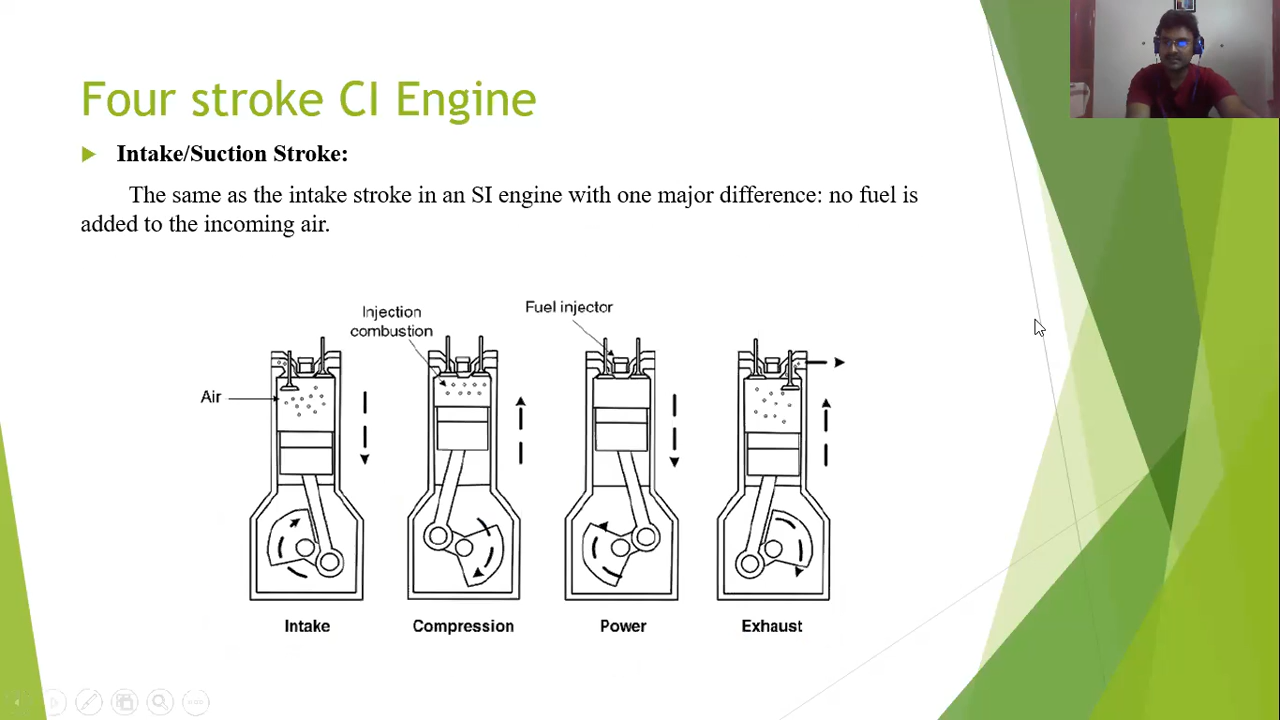 Four stroke CI Engine
Intake/Suction Stroke:
The same as the intake stroke in an SI engine with one major difference: no fuel is
added to the incoming air.
Injection
combustion
Fuel injector
Air
Intake
Compression
Power
Exhaust